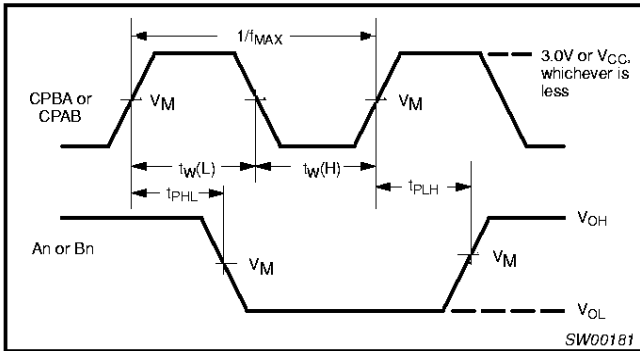 1/fMAX
3.0V or VCC,
whichever is
less
CPBA or
CPAB
VM
VM
tW(L)
tW(H)
tPHL
tPLH
VOH
An or Bn
VM
VM
VOL
SW00181